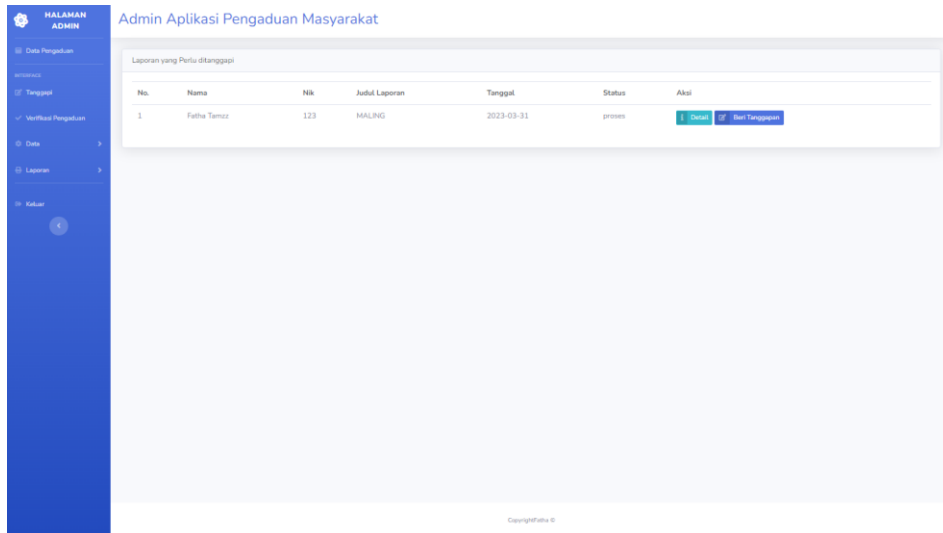 HALAMAN
ADMIN
Data Pengaduan
INTERFACE
Tanggapi
Verifikasi Pengaduan
Data
Laporan
Keluar
Admin Aplikasi Pengaduan Masyarakat
Laporan yang Perlu ditanggapi
No. Nama Nik Judul Laporan Tanggal Status Aksi
1 Fatha Tamzz 123 MALING 2023-03-31 proses Detail Beri Tanggapan
CopyrightFatha ©